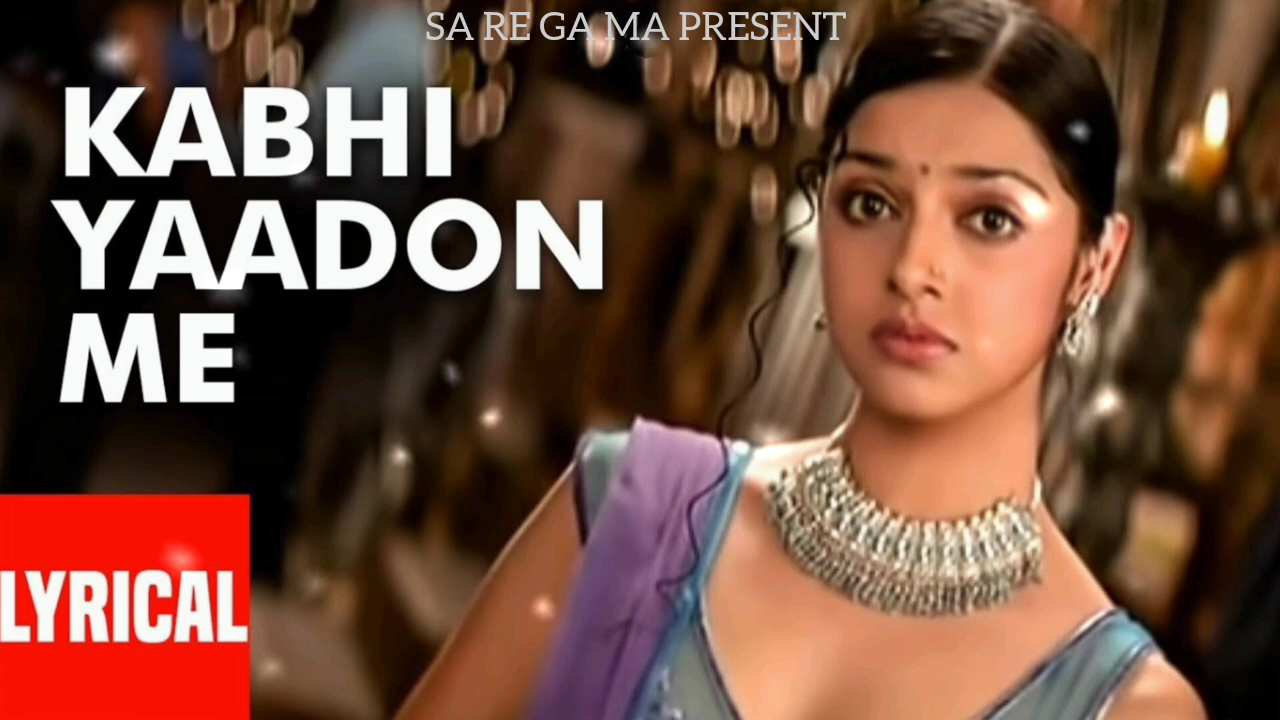 SA RE GA MA PRESENT
KABHI
YAADON
ME
LYRICAL